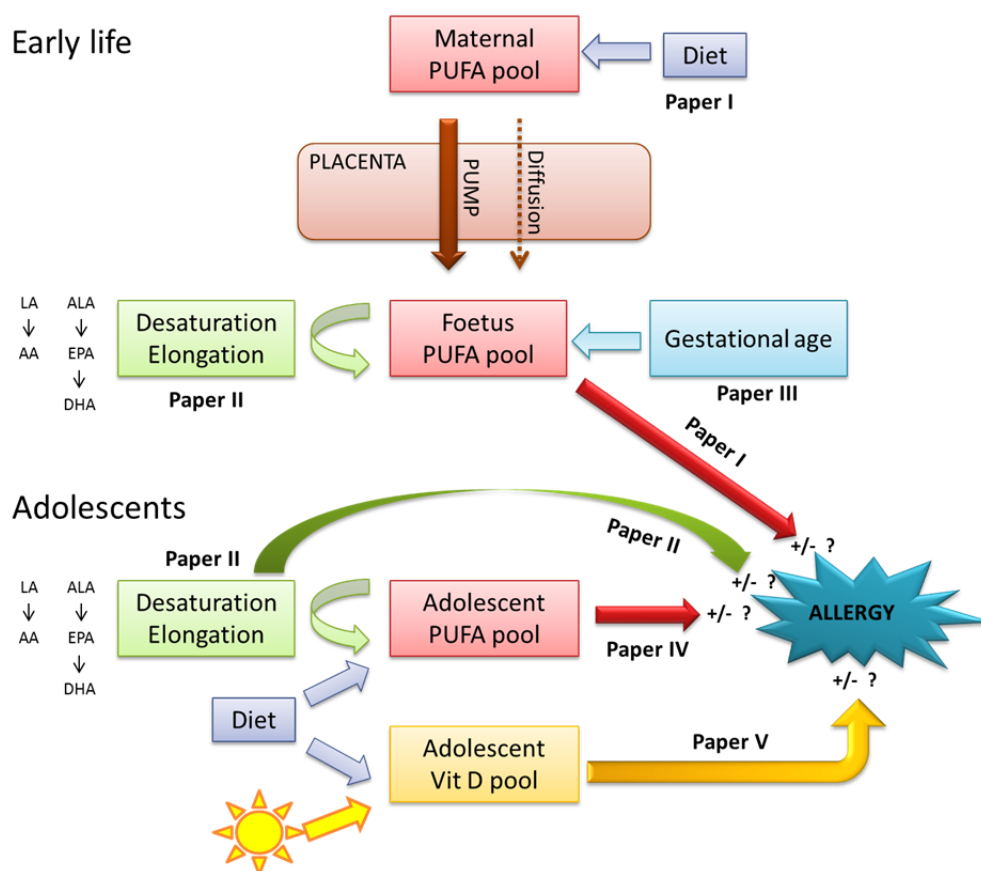 Early life
Maternal
PUFA pool
Diet
Paper I
PLACENTA
PUMP
Diffusion
LA
ALA
AA
EPA
DHA
Desaturation
Elongation
Paper II
Foetus
PUFA pool
Gestational age
Paper III
Paper I
Adolescents
Paper II
Paper II
LA
ALA
AA
EPA
DHA
Desaturation
Elongation
Adolescent
PUFA pool
Paper IV
+/- ?
+/- ?
+/- ?
ALLERGY
+/- ?
Diet
Adolescent
Vit D pool
Paper V